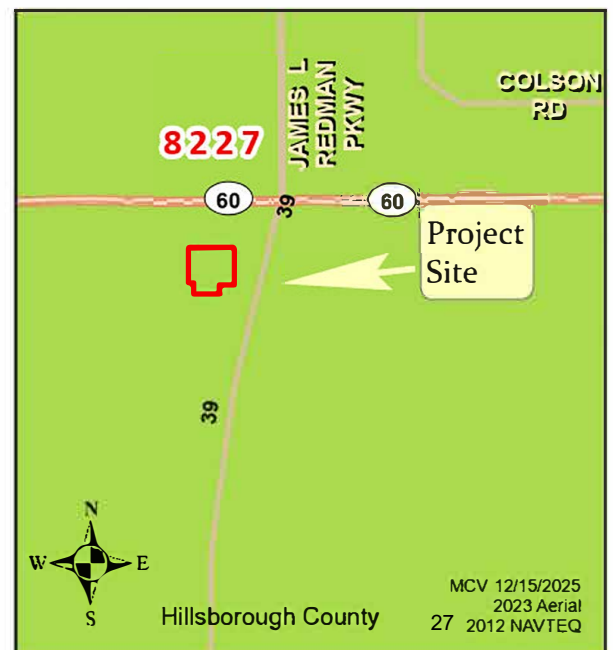 COLSON
RD
JAMES L
REDMAN
PKWY
8227
60
39
60
Project
Site
39
N
W
E
S
MCV 12/15/2025
2023 Aerial
Hillsborough County
27
2012 NAVTEQ